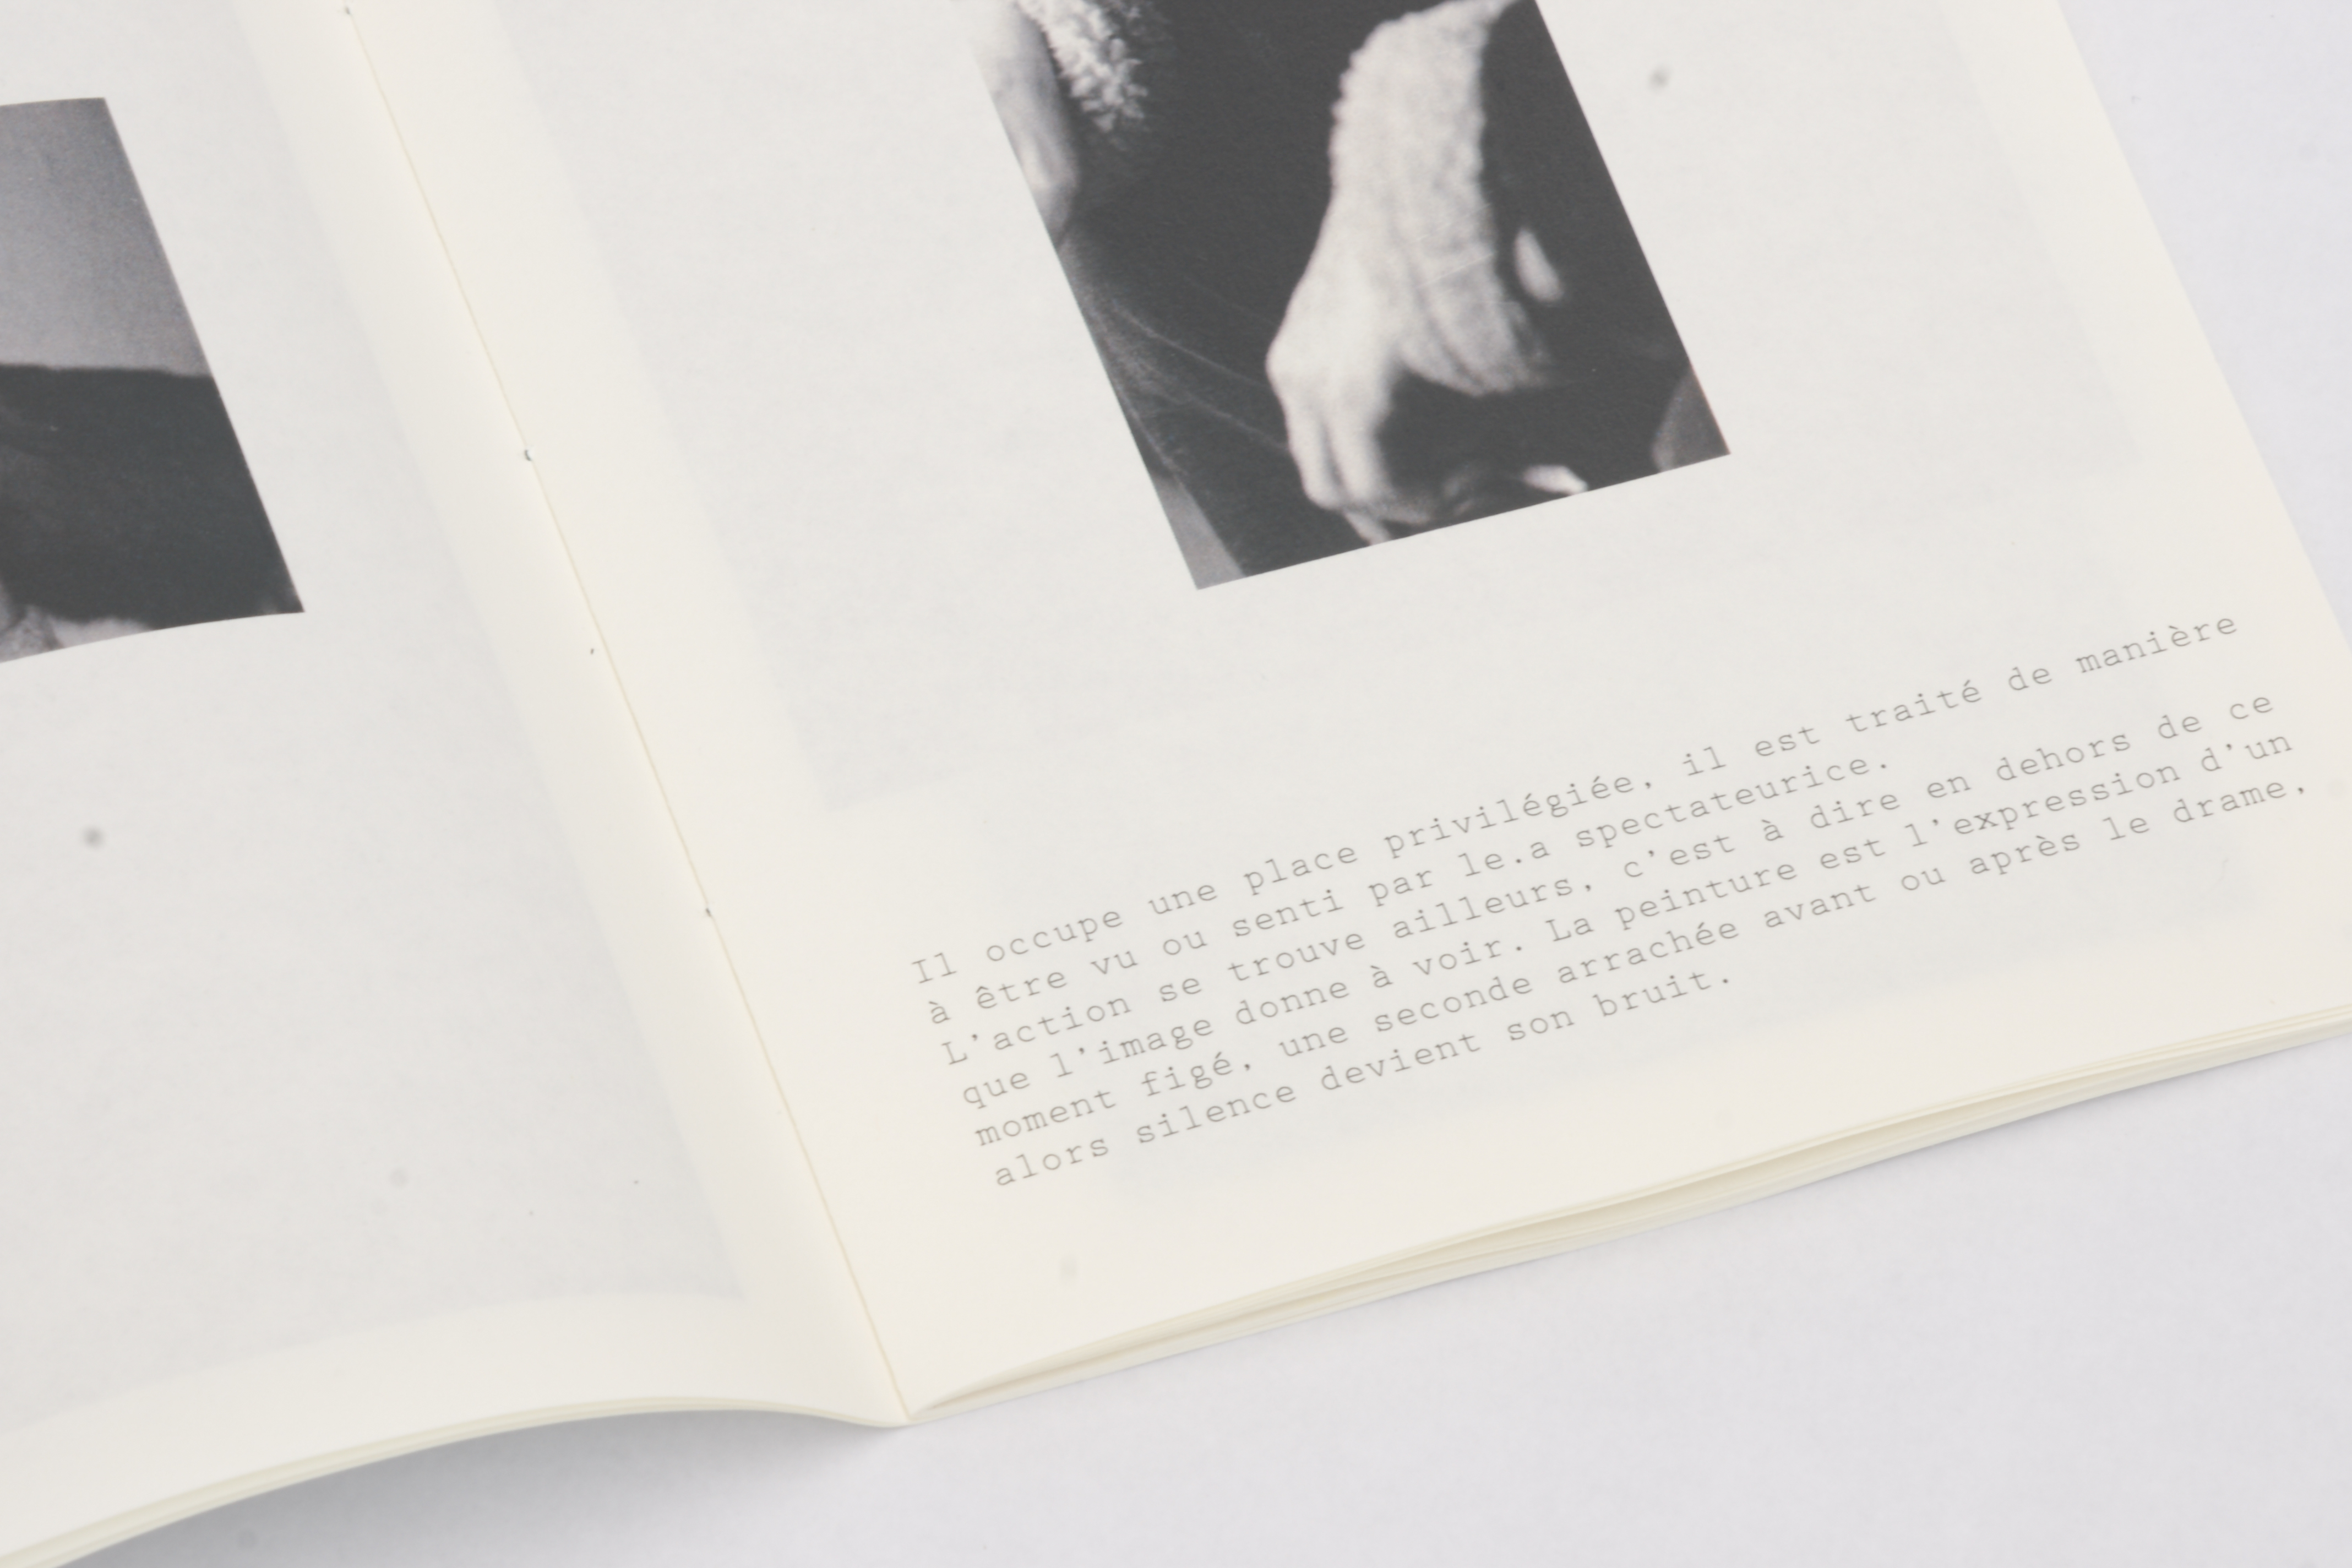 Il occupe une place privilégiée, il est traité de manière
à être vu ou senti par le.a spectateurice.
L'action se trouve ailleurs, c'est à dire en dehors de ce
que l'image donne à voir. La peinture est l'expression d'un
moment figé, une seconde arrachée avant ou après le drame,
alors silence devient son bruit.